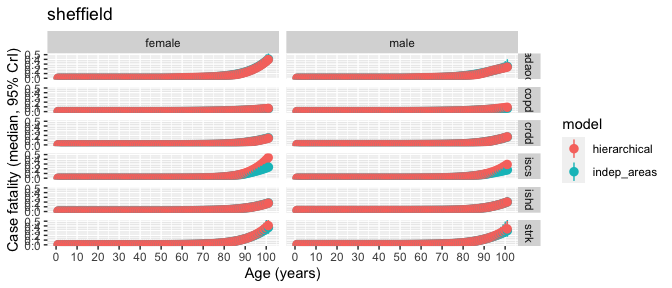 sheffield
female male
Case fatality (median, 95% CrI)
adaoc
copd
crdd
iscs
ishd
strk
0 10 20 30 40 50 60 70 80 90 100 0 10 20 30 40 50 60 70 80 90 100
Age (years)
model
hierarchical
indep_areas